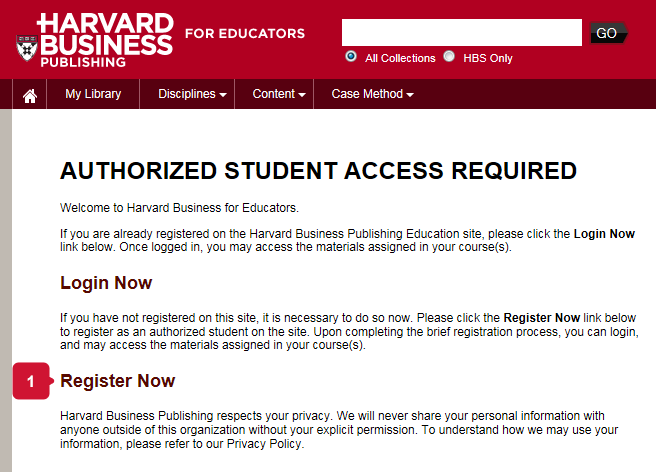 HARVARD
BUSINESS
PUBLISHING
FOR EDUCATORS
GO
All Collections HBS Only
My Library Disciplines Content Case Method
AUTHORIZED STUDENT ACCESS REQUIRED
Welcome to Harvard Business for Educators.
If you are already registered on the Harvard Business Publishing Education site, please click the Login Now
link below. Once logged in, you may access the materials assigned in your course(s).
Login Now
If you have not registered on this site, it is necessary to do so now. Please click the Register Now link below
to register as an authorized student on the site. Upon completing the brief registration process, you can login,
and may access the materials assigned in your course(s).
1 Register Now
Harvard Business Publishing respects your privacy. We will never share your personal information with
anyone outside of this organization without your explicit permission. To understand how we may use your
information, please refer to our Privacy Policy.